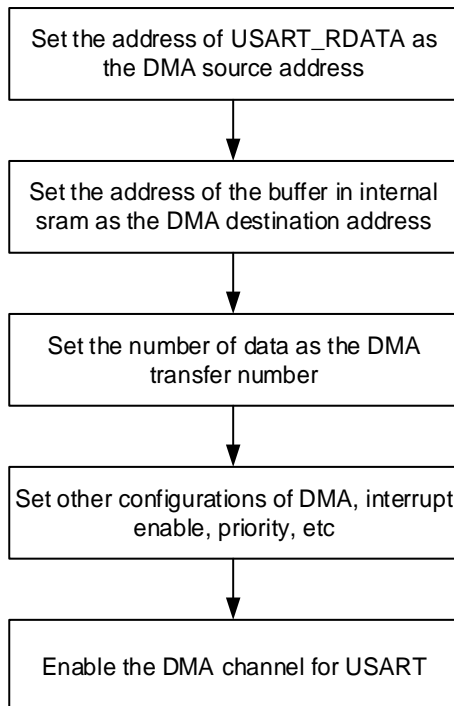 Set the address of USART_RDATA as
the DMA source address
Set the address of the buffer in internal
sram as the DMA destination address
Set the number of data as the DMA
transfer number
Set other configurations of DMA, interrupt
enable, priority, etc
Enable the DMA channel for USART